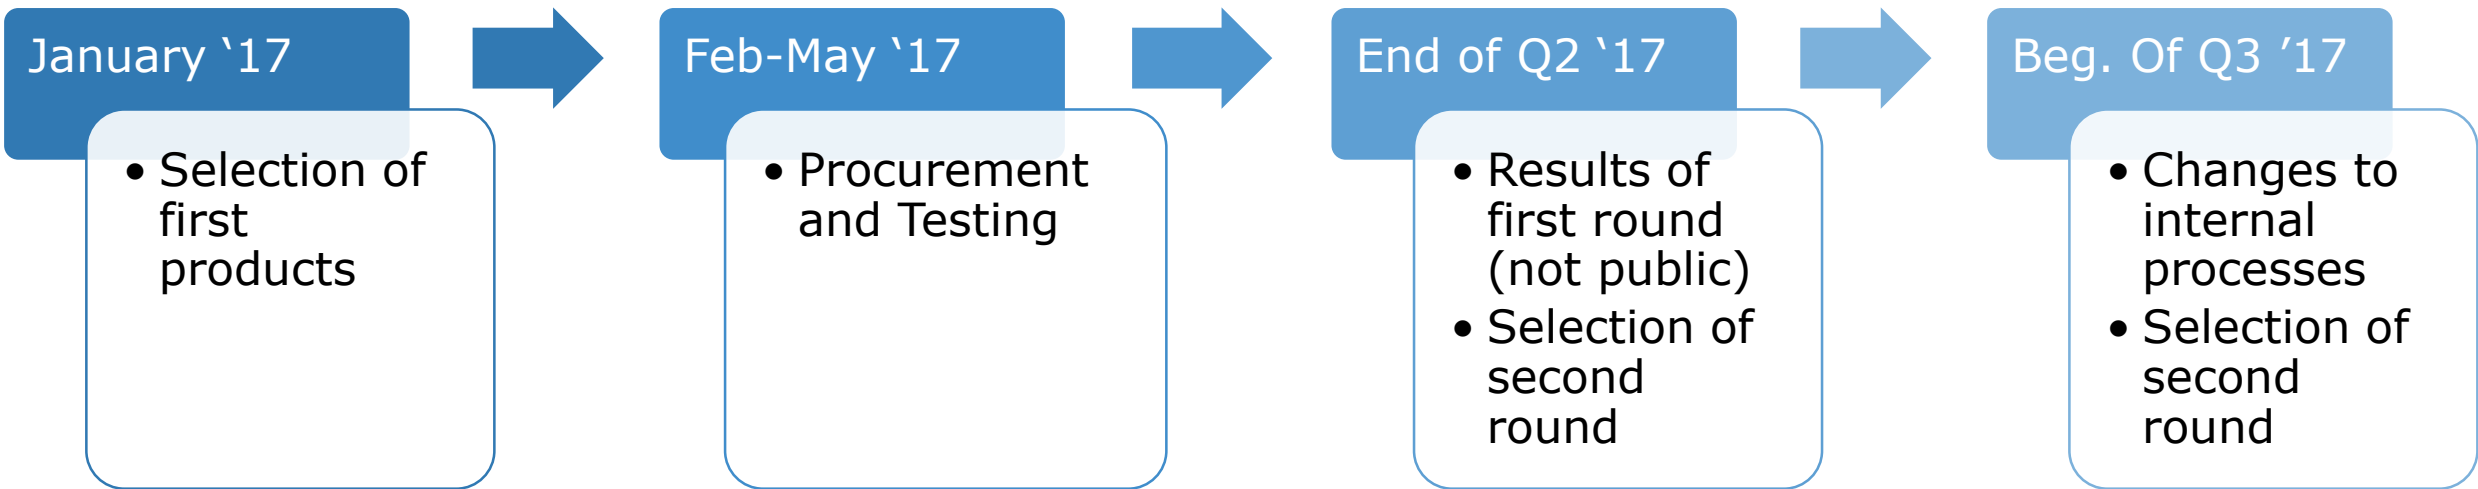 January ‘17
• Selection of
first
products
Feb-May ‘17
• Procurement
and Testing
End of Q2 ‘17
• Results of
first round
(not public)
• Selection of
second
round
Beg. Of Q3 ’17
• Changes to
internal
processes
• Selection of
second
round